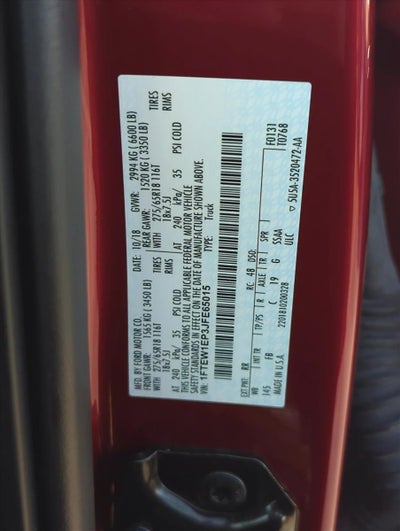 MFD. BY FORD MOTOR CO.
DATE: 10/18 GVWR: 2994 KG ( 6600 LB)
FRONT GAWR: 1565 KG (3450 LB) REAR GAWR: 1520 KG ( 3350 LB)
275/65R18 116T TIRES 275/65R18 116T TIRES
18x7.5J RIMS 18x7.5J RIMS
AT 240 kPa/ 35 PSI COLD AT 240 kPa/ 35 PSI COLD
THIS VEHICLE CONFORMS TO ALL APPLICABLE FEDERAL MOTOR VEHICLE
SAFETY STANDARDS IN EFFECT ON THE DATE OF MANUFACTURE SHOWN ABOVE.
VIN: 1FTEW1EP3JFE65015
TYPE: Truck
F0131
T0768
EXT PNT: RR RC: 48 DSO:
WB INT TR TP/PS R AXLE TR SPR
145 FB C 19 G SSAA
ULC
2201810200328
MADE IN U.S.A. 5U5A-3520472-AA